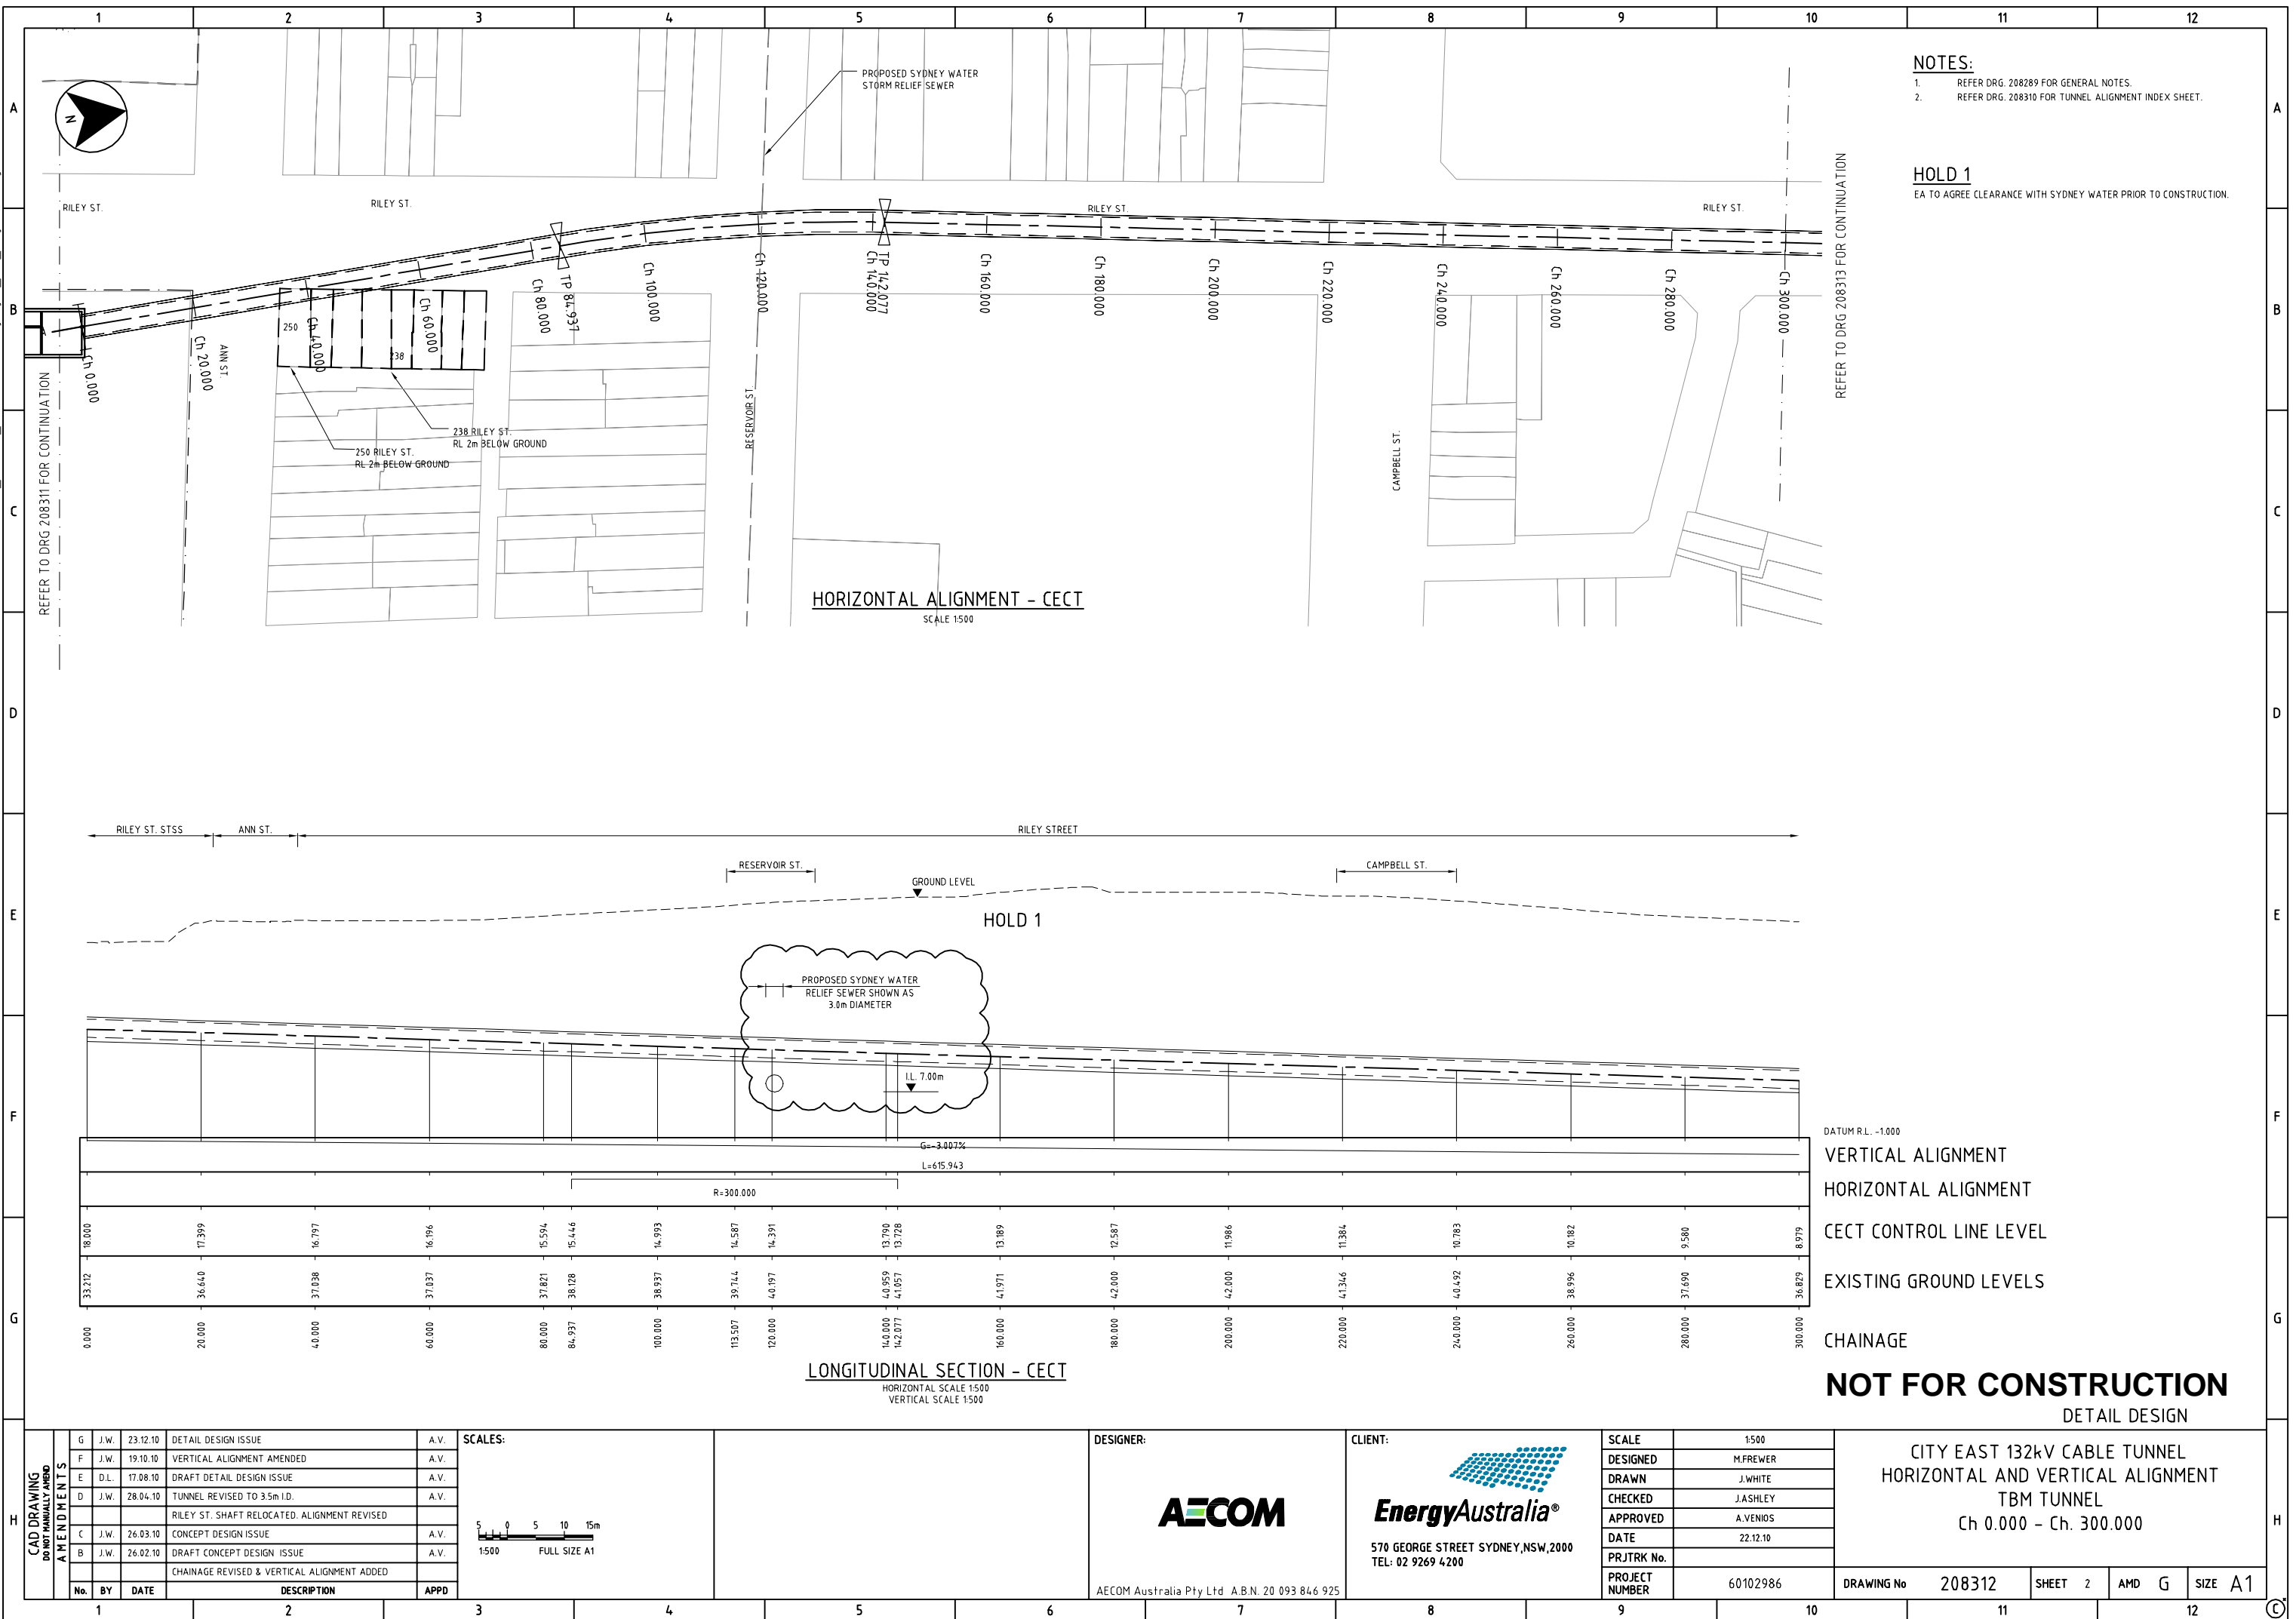 1 2 3 4 5 6 7 8 9 10 11 12
A
B
C
D
E
F
G
H
A
B
C
D
E
F
G
H
N
PROPOSED SYDNEY WATER
STORM RELIEF SEWER
NOTES:
1. REFER DRG. 208289 FOR GENERAL NOTES.
2. REFER DRG. 208310 FOR TUNNEL ALIGNMENT INDEX SHEET.
HOLD 1
EA TO AGREE CLEARANCE WITH SYDNEY WATER PRIOR TO CONSTRUCTION.
RILEY ST.
RILEY ST.
RILEY ST.
RILEY ST.
REFER TO DRG 208311 FOR CONTINUATION
REFER TO DRG 208313 FOR CONTINUATION
Ch 0.000
Ch 20.000
ANN ST.
Ch 40.000
Ch 60.000
Ch 80.000
TP 84.937
Ch 100.000
Ch 120.000
Ch 140.000
TP 142.077
Ch 160.000
Ch 180.000
Ch 200.000
Ch 220.000
Ch 240.000
Ch 260.000
Ch 280.000
Ch 300.000
250
238
238 RILEY ST.
RL 2m BELOW GROUND
250 RILEY ST.
RL 2m BELOW GROUND
RESERVOIR ST.
CAMPBELL ST.
HORIZONTAL ALIGNMENT - CECT
SCALE 1:500
RILEY ST. STSS
ANN ST.
RILEY STREET
RESERVOIR ST.
CAMPBELL ST.
GROUND LEVEL
HOLD 1
PROPOSED SYDNEY WATER
RELIEF SEWER SHOWN AS
3.0m DIAMETER
I.L. 7.00m
DATUM R.L. -1.000
G=-3.007%
L=615.943
VERTICAL ALIGNMENT
R=300.000
HORIZONTAL ALIGNMENT
18.000 17.399 16.797 16.196 15.594 15.446 14.993 14.587 14.391 13.790 13.728 13.189 12.587 11.986 11.384 10.783 10.182 9.580 8.979
CECT CONTROL LINE LEVEL
33.212 36.640 37.038 37.037 37.821 38.128 38.937 39.744 40.197 40.959 41.057 41.971 42.000 42.000 41.346 40.492 38.996 37.690 36.829
EXISTING GROUND LEVELS
0.000 20.000 40.000 60.000 80.000 84.937 100.000 113.507 120.000 140.000 142.077 160.000 180.000 200.000 220.000 240.000 260.000 280.000 300.000
CHAINAGE
LONGITUDINAL SECTION - CECT
HORIZONTAL SCALE 1:500
VERTICAL SCALE 1:500
NOT FOR CONSTRUCTION
DETAIL DESIGN
CAD DRAWING
DO NOT MANUALLY AMEND
AMENDMENTS
G J.W. 23.12.10 DETAIL DESIGN ISSUE A.V.
F J.W. 19.10.10 VERTICAL ALIGNMENT AMENDED A.V.
E D.L. 17.08.10 DRAFT DETAIL DESIGN ISSUE A.V.
D J.W. 28.04.10 TUNNEL REVISED TO 3.5m I.D. A.V.
RILEY ST. SHAFT RELOCATED. ALIGNMENT REVISED
C J.W. 26.03.10 CONCEPT DESIGN ISSUE A.V.
B J.W. 26.02.10 DRAFT CONCEPT DESIGN ISSUE A.V.
CHAINAGE REVISED & VERTICAL ALIGNMENT ADDED
No. BY DATE DESCRIPTION APPD
SCALES:
5 0 5 10 15m
1:500 FULL SIZE A1
DESIGNER:
AECOM
AECOM Australia Pty Ltd A.B.N. 20 093 846 925
CLIENT:
EnergyAustralia®
570 GEORGE STREET SYDNEY,NSW,2000
TEL: 02 9269 4200
SCALE 1:500
DESIGNED M.FREWER
DRAWN J.WHITE
CHECKED J.ASHLEY
APPROVED A.VENIOS
DATE 22.12.10
PRJTRK No.
PROJECT NUMBER 60102986
CITY EAST 132kV CABLE TUNNEL
HORIZONTAL AND VERTICAL ALIGNMENT
TBM TUNNEL
Ch 0.000 - Ch. 300.000
DRAWING No 208312 SHEET 2 AMD G SIZE A1
1 2 3 4 5 6 7 8 9 10 11 12
©